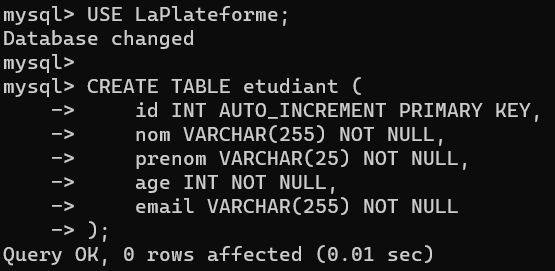 mysql> USE LaPlateforme;
Database changed
mysql>
mysql> CREATE TABLE etudiant (
    ->     id INT AUTO_INCREMENT PRIMARY KEY,
    ->     nom VARCHAR(255) NOT NULL,
    ->     prenom VARCHAR(25) NOT NULL,
    ->     age INT NOT NULL,
    ->     email VARCHAR(255) NOT NULL
    -> );
Query OK, 0 rows affected (0.01 sec)